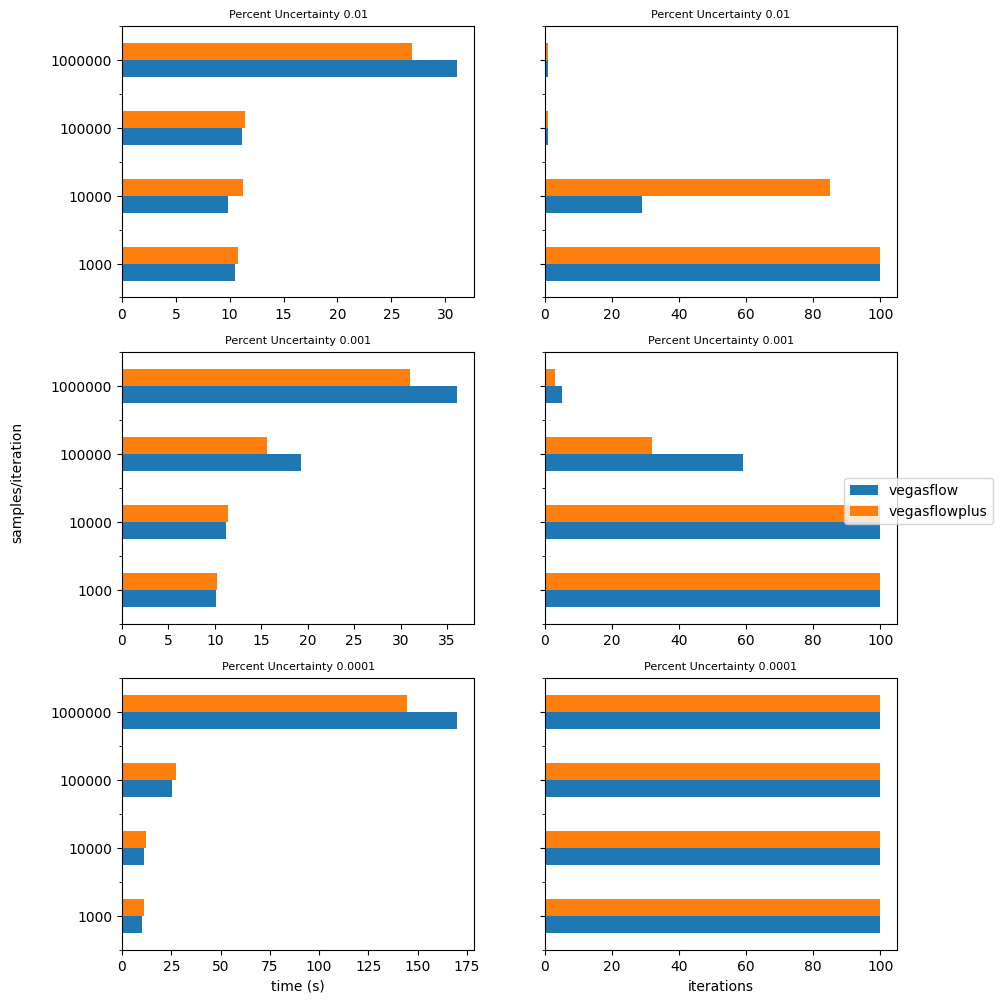 Percent Uncertainty 0.01
1000000
100000
10000
1000
0 5 10 15 20 25 30
Percent Uncertainty 0.01
0 20 40 60 80 100
samples/iteration
Percent Uncertainty 0.001
1000000
100000
10000
1000
0 5 10 15 20 25 30 35
Percent Uncertainty 0.001
0 20 40 60 80 100
vegasflow
vegasflowplus
Percent Uncertainty 0.0001
1000000
100000
10000
1000
0 25 50 75 100 125 150 175
time (s)
Percent Uncertainty 0.0001
0 20 40 60 80 100
iterations